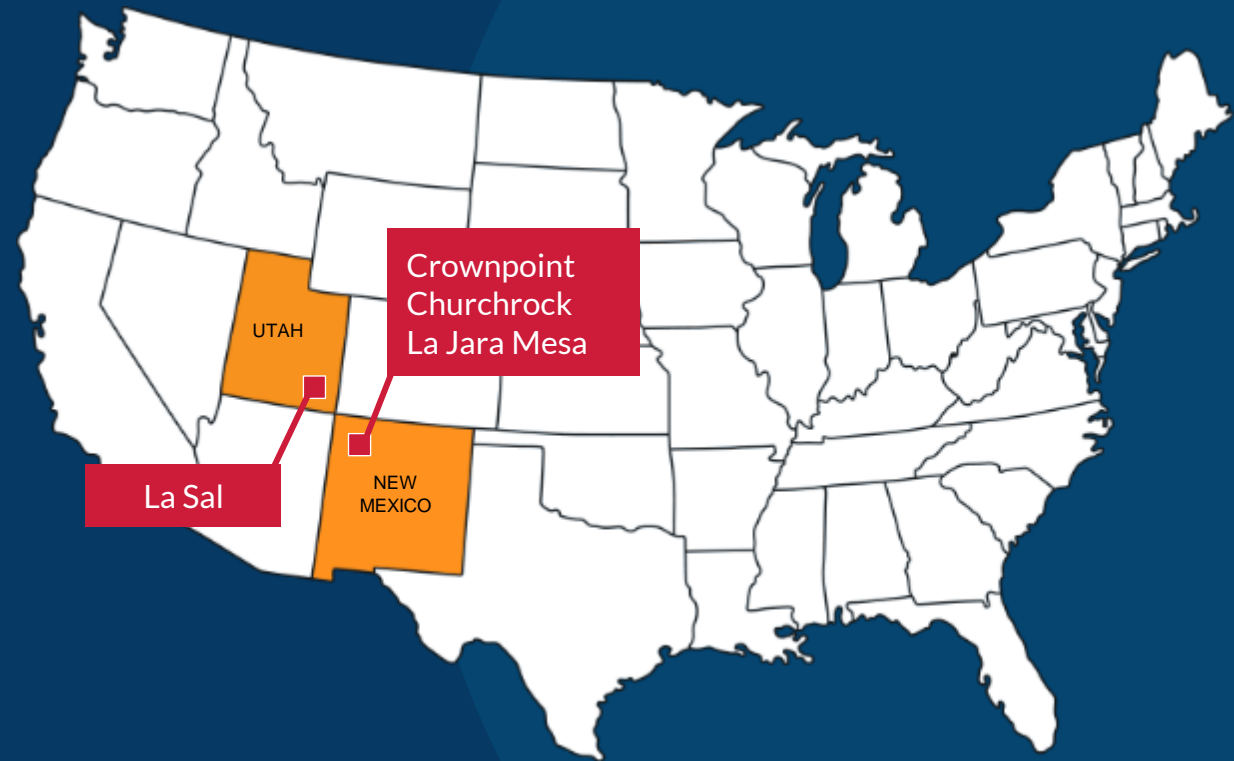 Crownpoint
Churchrock
La Jara Mesa
UTAH
La Sal
NEW
MEXICO